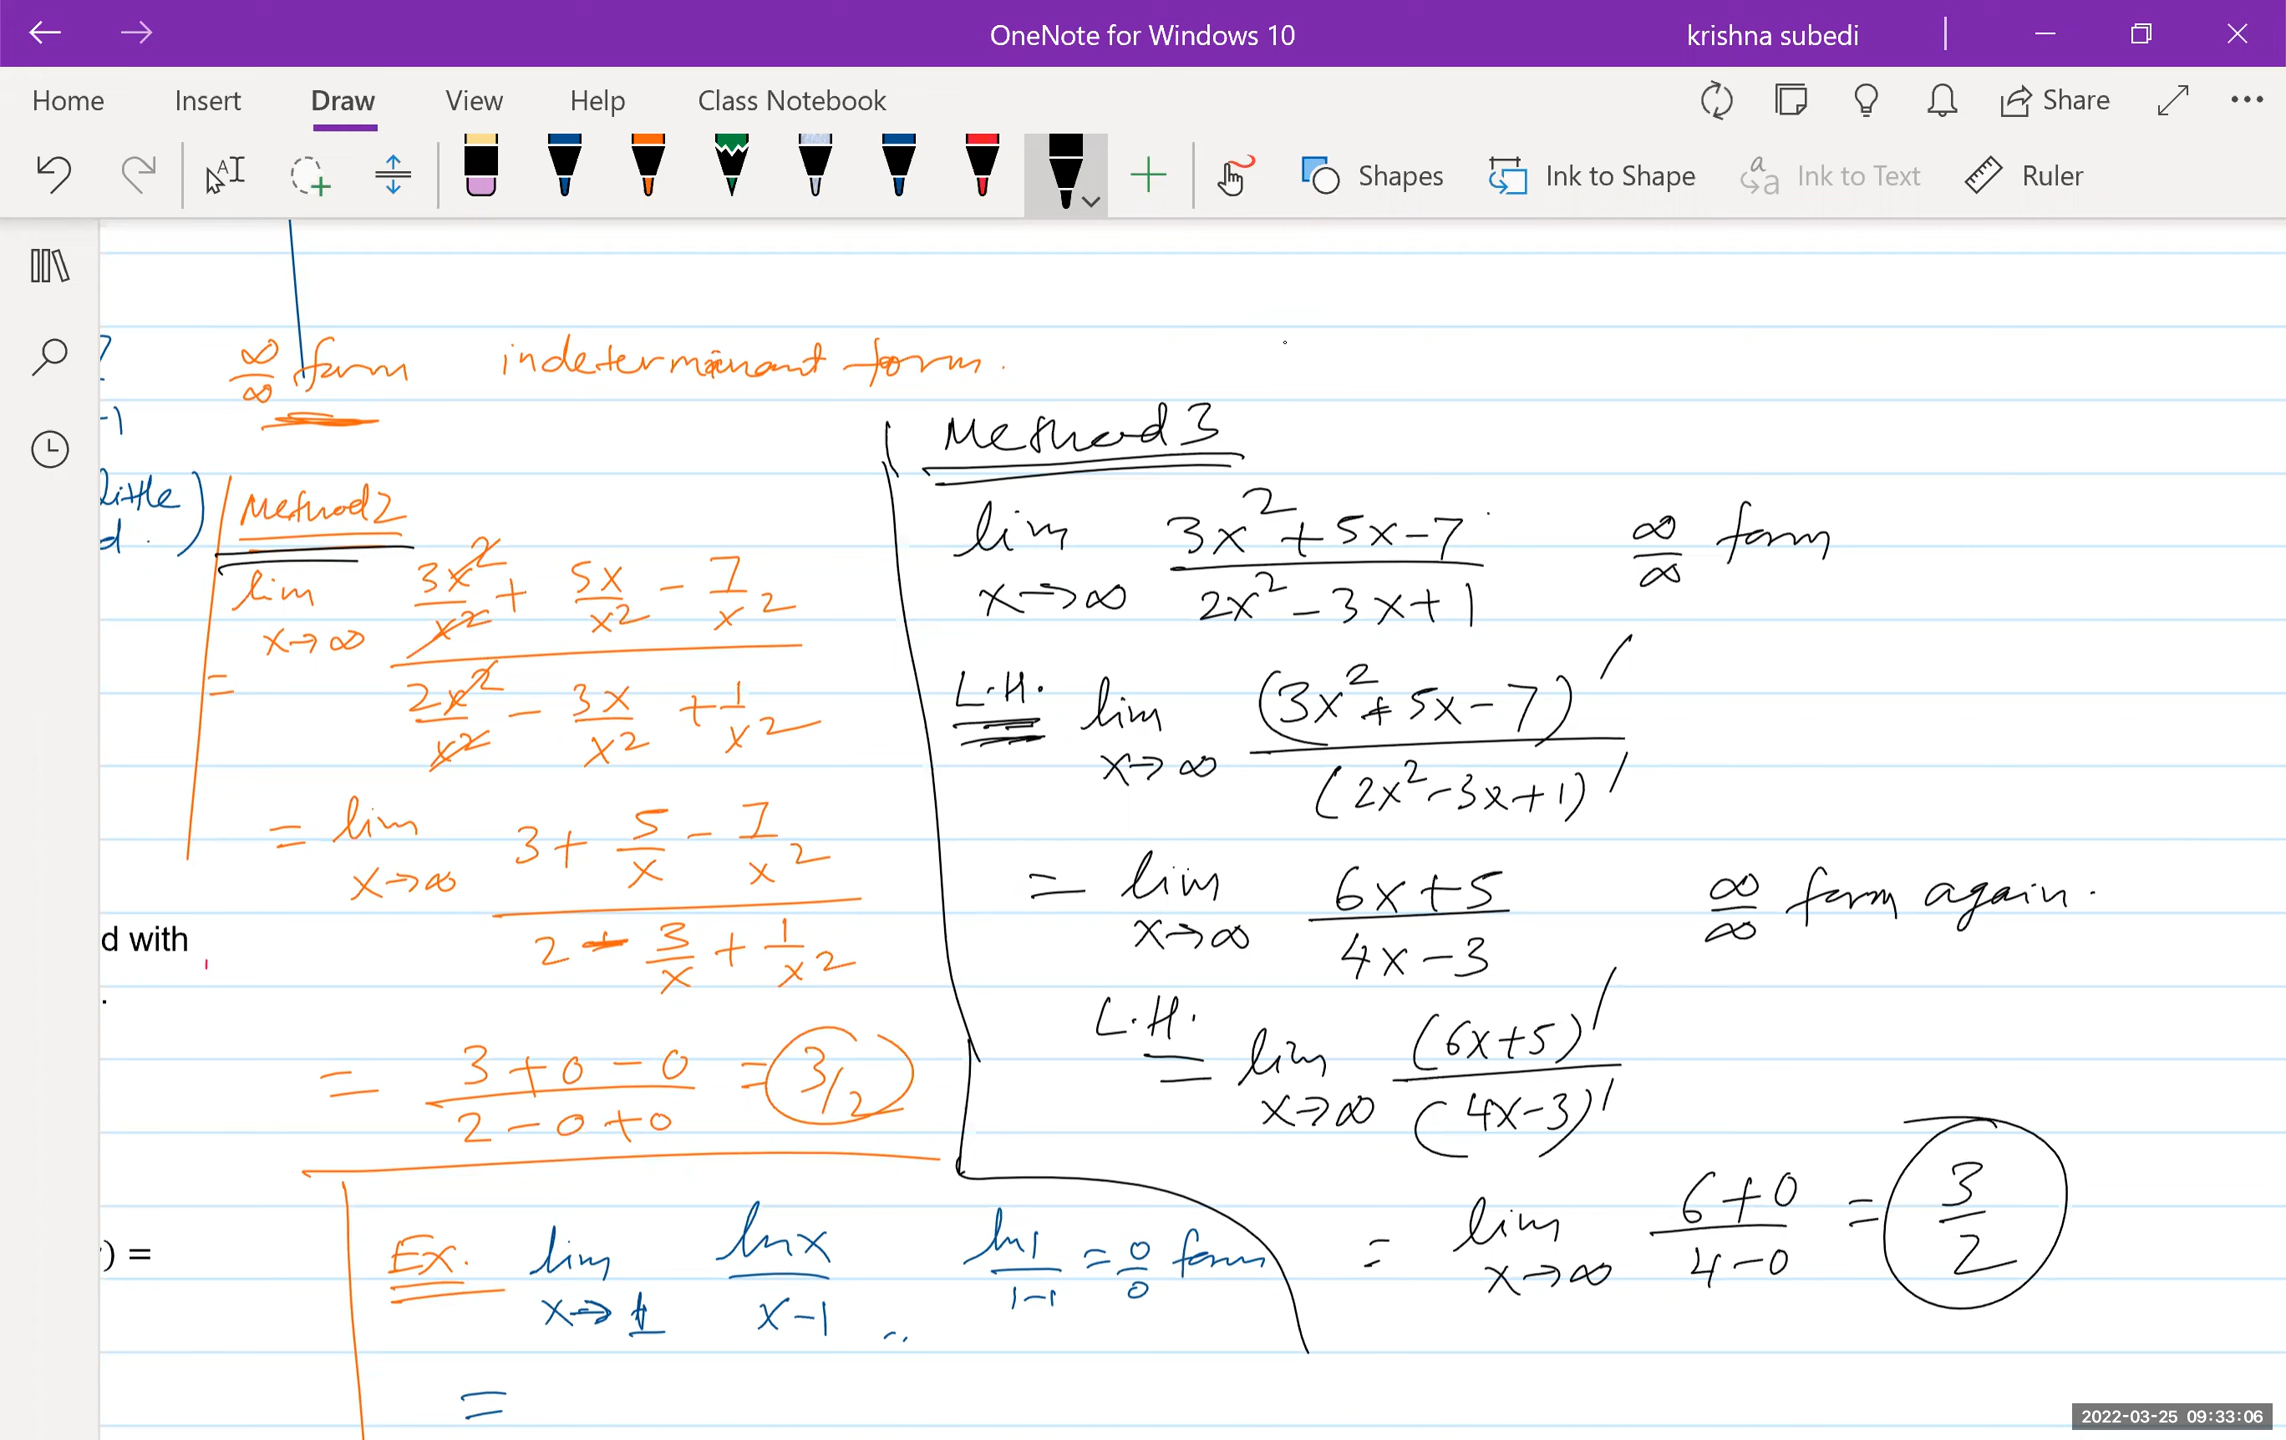 OneNote for Windows 10
krishna subedi
Home Insert Draw View Help Class Notebook Share
Shapes Ink to Shape Ink to Text Ruler
∞/∞ form indeterminant form.
-1
little)
d.)
Method 2
lim x→∞ (3x²/x² + 5x/x² - 7/x²) / (2x²/x² - 3x/x² + 1/x²)
=
= lim x→∞ (3 + 5/x - 7/x²) / (2 - 3/x + 1/x²)
d with
.
= (3+0-0)/(2-0+0) = 3/2
Method 3
lim x→∞ (3x²+5x-7)/(2x²-3x+1) ∞/∞ form
L.H. = lim x→∞ (3x²+5x-7)'/(2x²-3x+1)'
= lim x→∞ (6x+5)/(4x-3) ∞/∞ form again.
L.H. = lim x→∞ (6x+5)'/(4x-3)'
= lim x→∞ (6+0)/(4-0) = 3/2
) =
Ex. lim x→1 ln x/(x-1) ln 1/(1-1) = 0/0 form
=
2022-03-25 09:33:06